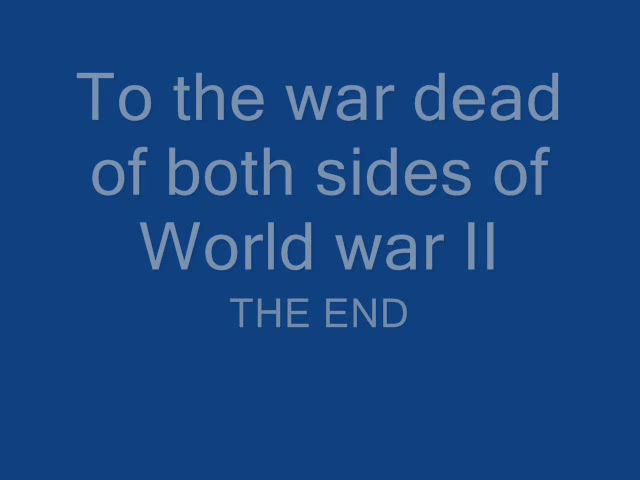 To the war dead
of both sides of
World war II
THE END